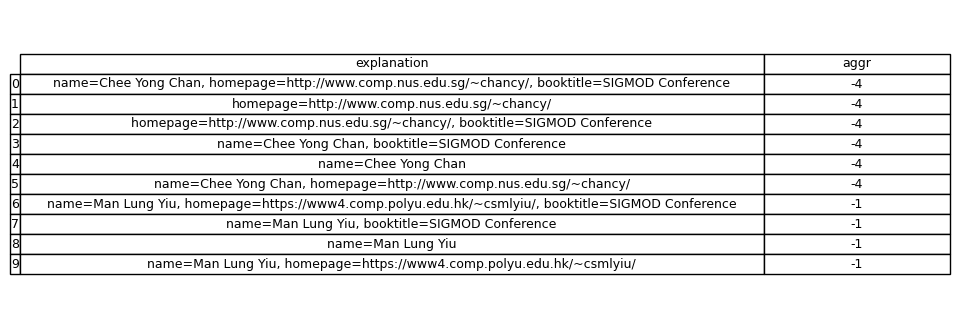 explanation aggr
0 name=Chee Yong Chan, homepage=http://www.comp.nus.edu.sg/~chancy/, booktitle=SIGMOD Conference -4
1 homepage=http://www.comp.nus.edu.sg/~chancy/ -4
2 homepage=http://www.comp.nus.edu.sg/~chancy/, booktitle=SIGMOD Conference -4
3 name=Chee Yong Chan, booktitle=SIGMOD Conference -4
4 name=Chee Yong Chan -4
5 name=Chee Yong Chan, homepage=http://www.comp.nus.edu.sg/~chancy/ -4
6 name=Man Lung Yiu, homepage=https://www4.comp.polyu.edu.hk/~csmlyiu/, booktitle=SIGMOD Conference -1
7 name=Man Lung Yiu, booktitle=SIGMOD Conference -1
8 name=Man Lung Yiu -1
9 name=Man Lung Yiu, homepage=https://www4.comp.polyu.edu.hk/~csmlyiu/ -1